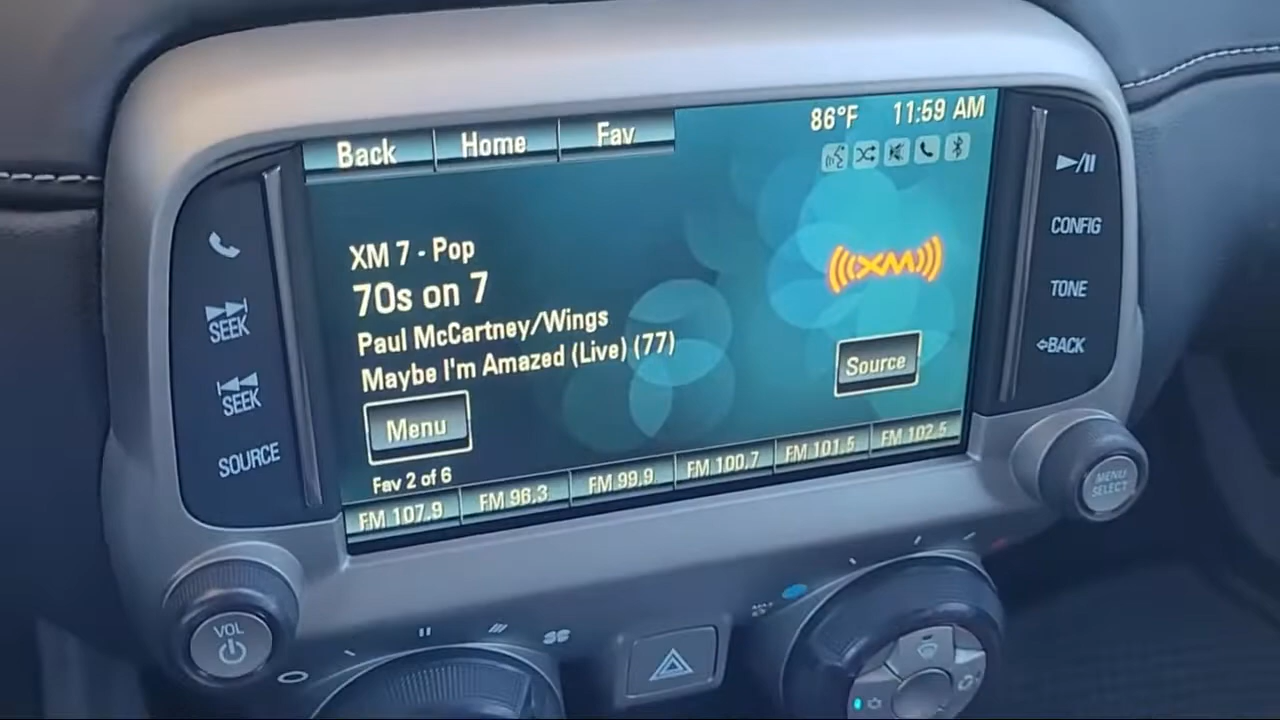 Back Home Fav 86°F 11:59 AM
XM 7 - Pop
70s on 7
Paul McCartney/Wings
Maybe I'm Amazed (Live) (77)
((((XM))))
Menu
Source
Fav 2 of 6
FM 107.9 FM 96.3 FM 99.9 FM 100.7 FM 101.5 FM 102.5
SEEK
SEEK
SOURCE
CONFIG
TONE
BACK
MENU
SELECT
VOL